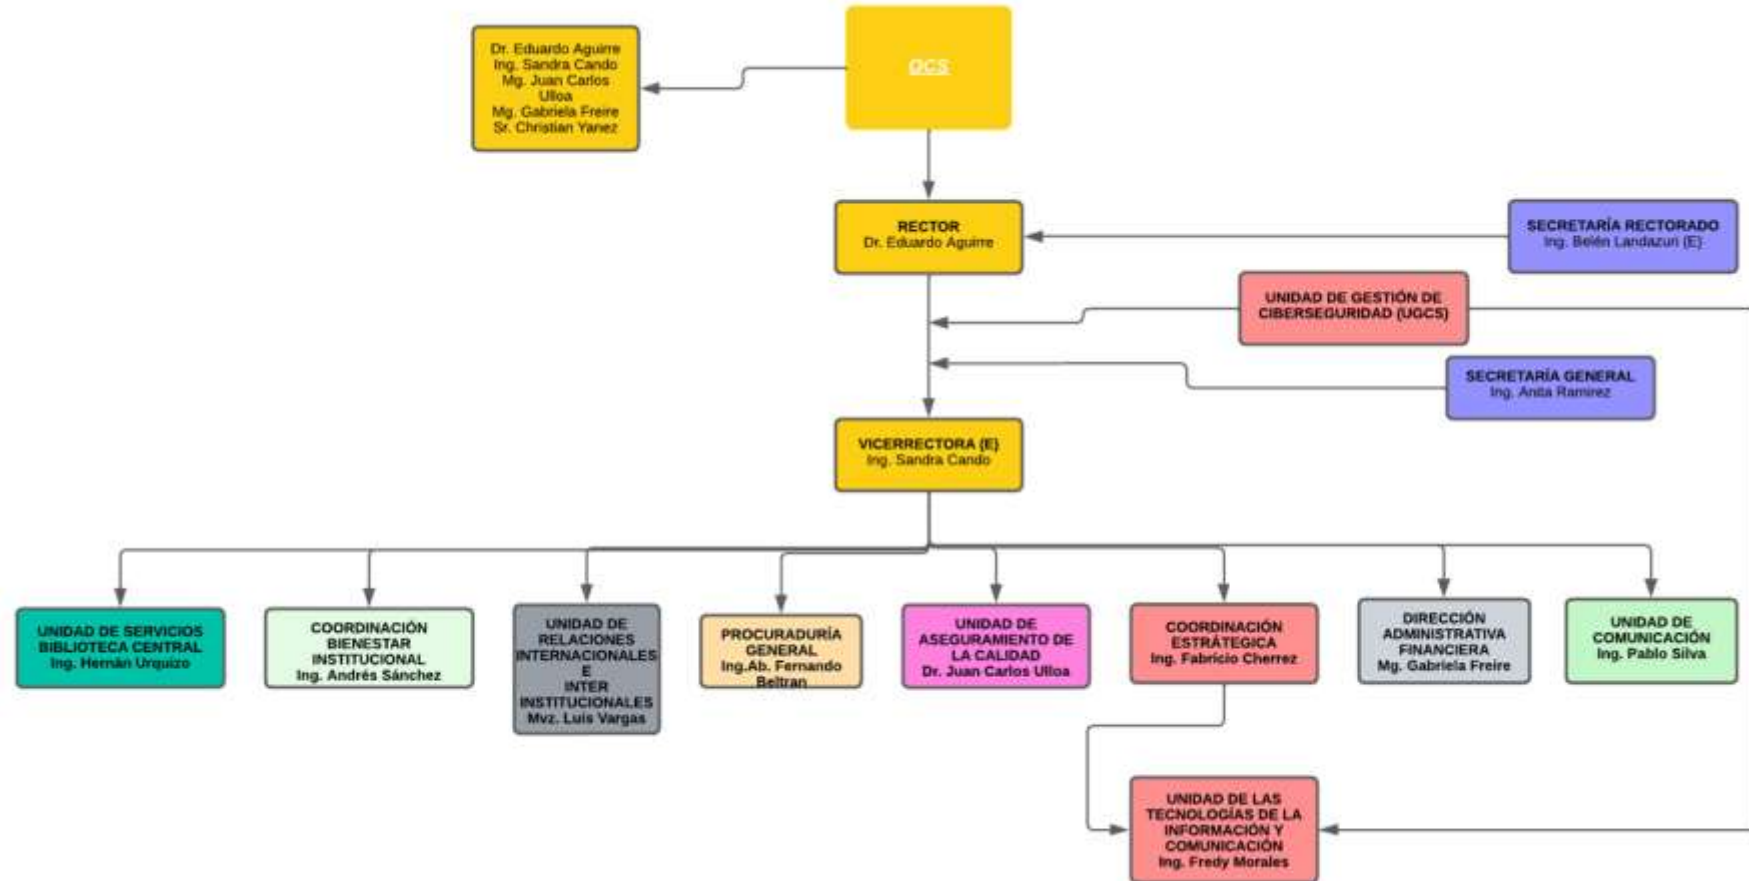 Dr. Eduardo Aguirre
Ing. Sandra Cando
Mg. Juan Carlos
Ulloa
Mg. Gabriela Freire
Sr. Christian Yanez
OCS
RECTOR
Dr. Eduardo Aguirre
SECRETARÍA RECTORADO
Ing. Belén Landazuri (E)
UNIDAD DE GESTIÓN DE
CIBERSEGURIDAD (UGCS)
SECRETARÍA GENERAL
Ing. Anita Ramirez
VICERRECTORA (E)
Ing. Sandra Cando
UNIDAD DE SERVICIOS
BIBLIOTECA CENTRAL
Ing. Hernán Urquizo
COORDINACIÓN
BIENESTAR
INSTITUCIONAL
Ing. Andrés Sánchez
UNIDAD DE
RELACIONES
INTERNACIONALES
E
INTER
INSTITUCIONALES
Mvz. Luis Vargas
PROCURADURÍA
GENERAL
Ing.Ab. Fernando
Beltran
UNIDAD DE
ASEGURAMIENTO DE
LA CALIDAD
Dr. Juan Carlos Ulloa
COORDINACIÓN
ESTRÁTEGICA
Ing. Fabricio Cherrez
DIRECCIÓN
ADMINISTRATIVA
FINANCIERA
Mg. Gabriela Freire
UNIDAD DE
COMUNICACIÓN
Ing. Pablo Silva
UNIDAD DE LAS
TECNOLOGÍAS DE LA
INFORMACIÓN Y
COMUNICACIÓN
Ing. Fredy Morales